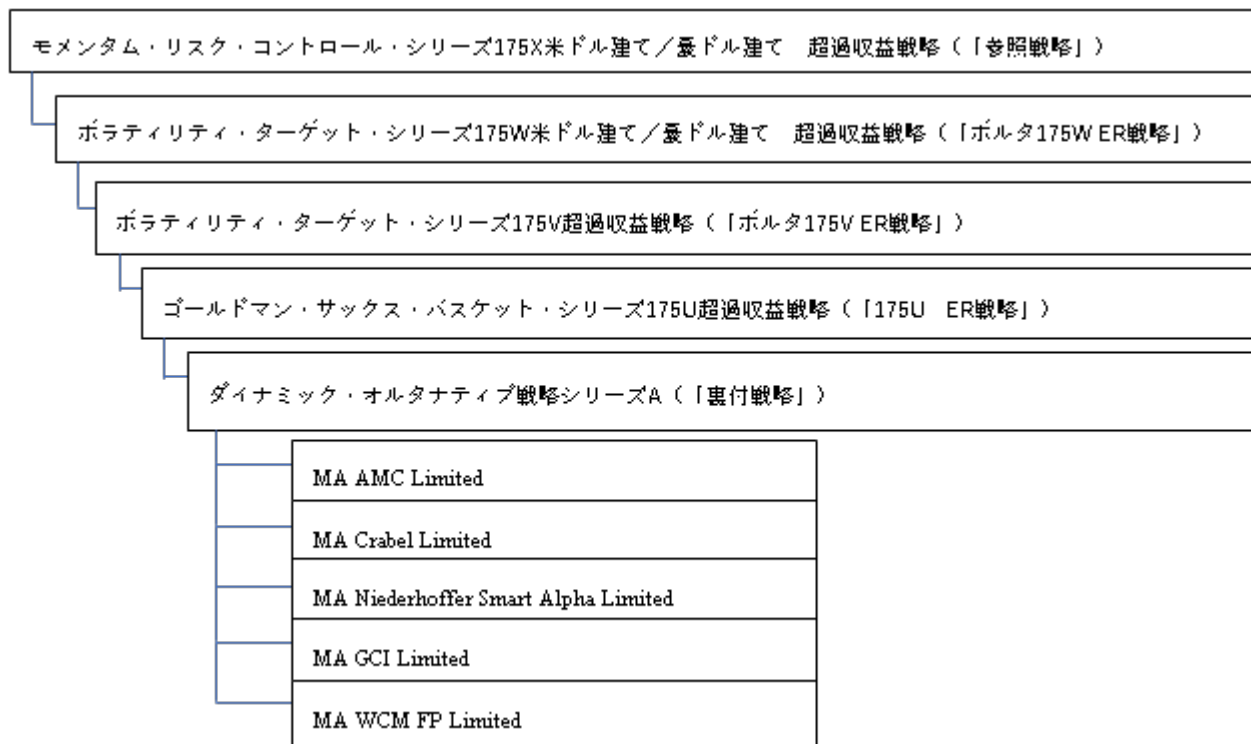 モメンタム・リスク・コントロール・シリーズ175X米ドル建て／豪ドル建て　超過収益戦略（「参照戦略」）
ボラティリティ・ターゲット・シリーズ175W米ドル建て／豪ドル建て　超過収益戦略（「ボルタ175W ER戦略」）
ボラティリティ・ターゲット・シリーズ175V超過収益戦略（「ボルタ175V ER戦略」）
ゴールドマン・サックス・バスケット・シリーズ175U超過収益戦略（「175U　ER戦略」）
ダイナミック・オルタナティブ戦略シリーズA（「裏付戦略」）
MA AMC Limited
MA Crabel Limited
MA Niederhoffer Smart Alpha Limited
MA GCI Limited
MA WCM FP Limited